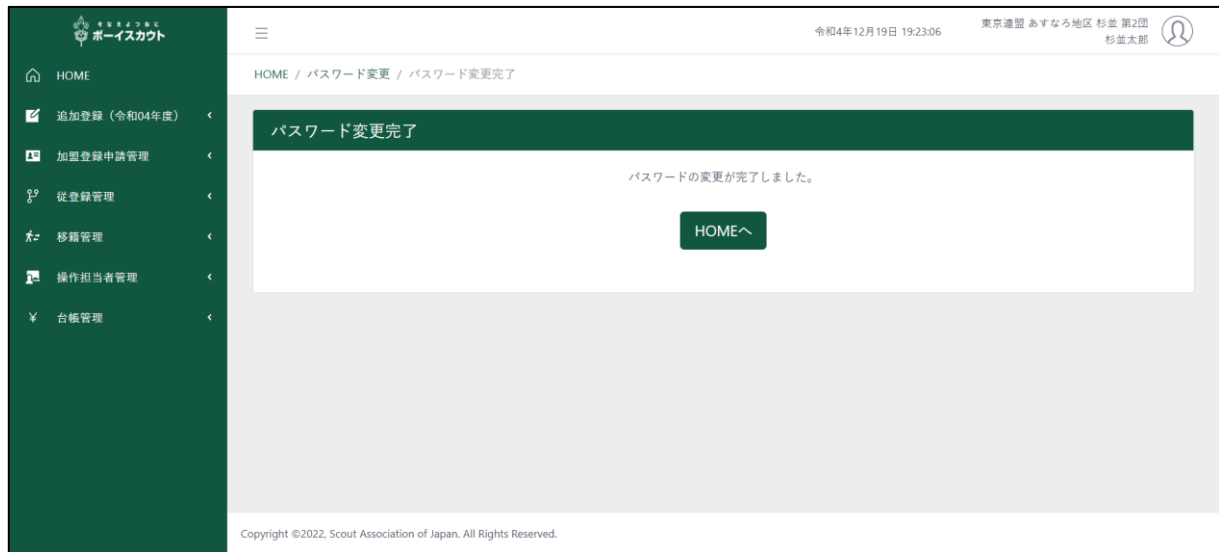 そなえよつねに
ボーイスカウト
令和4年12月19日 19:23:06
東京連盟 あすなろ地区 杉並 第2団
杉並太郎
HOME
追加登録（令和04年度）
加盟登録申請管理
従登録管理
移籍管理
操作担当者管理
¥ 台帳管理
HOME / パスワード変更 / パスワード変更完了
パスワード変更完了
パスワードの変更が完了しました。
HOMEへ
Copyright ©2022, Scout Association of Japan. All Rights Reserved.